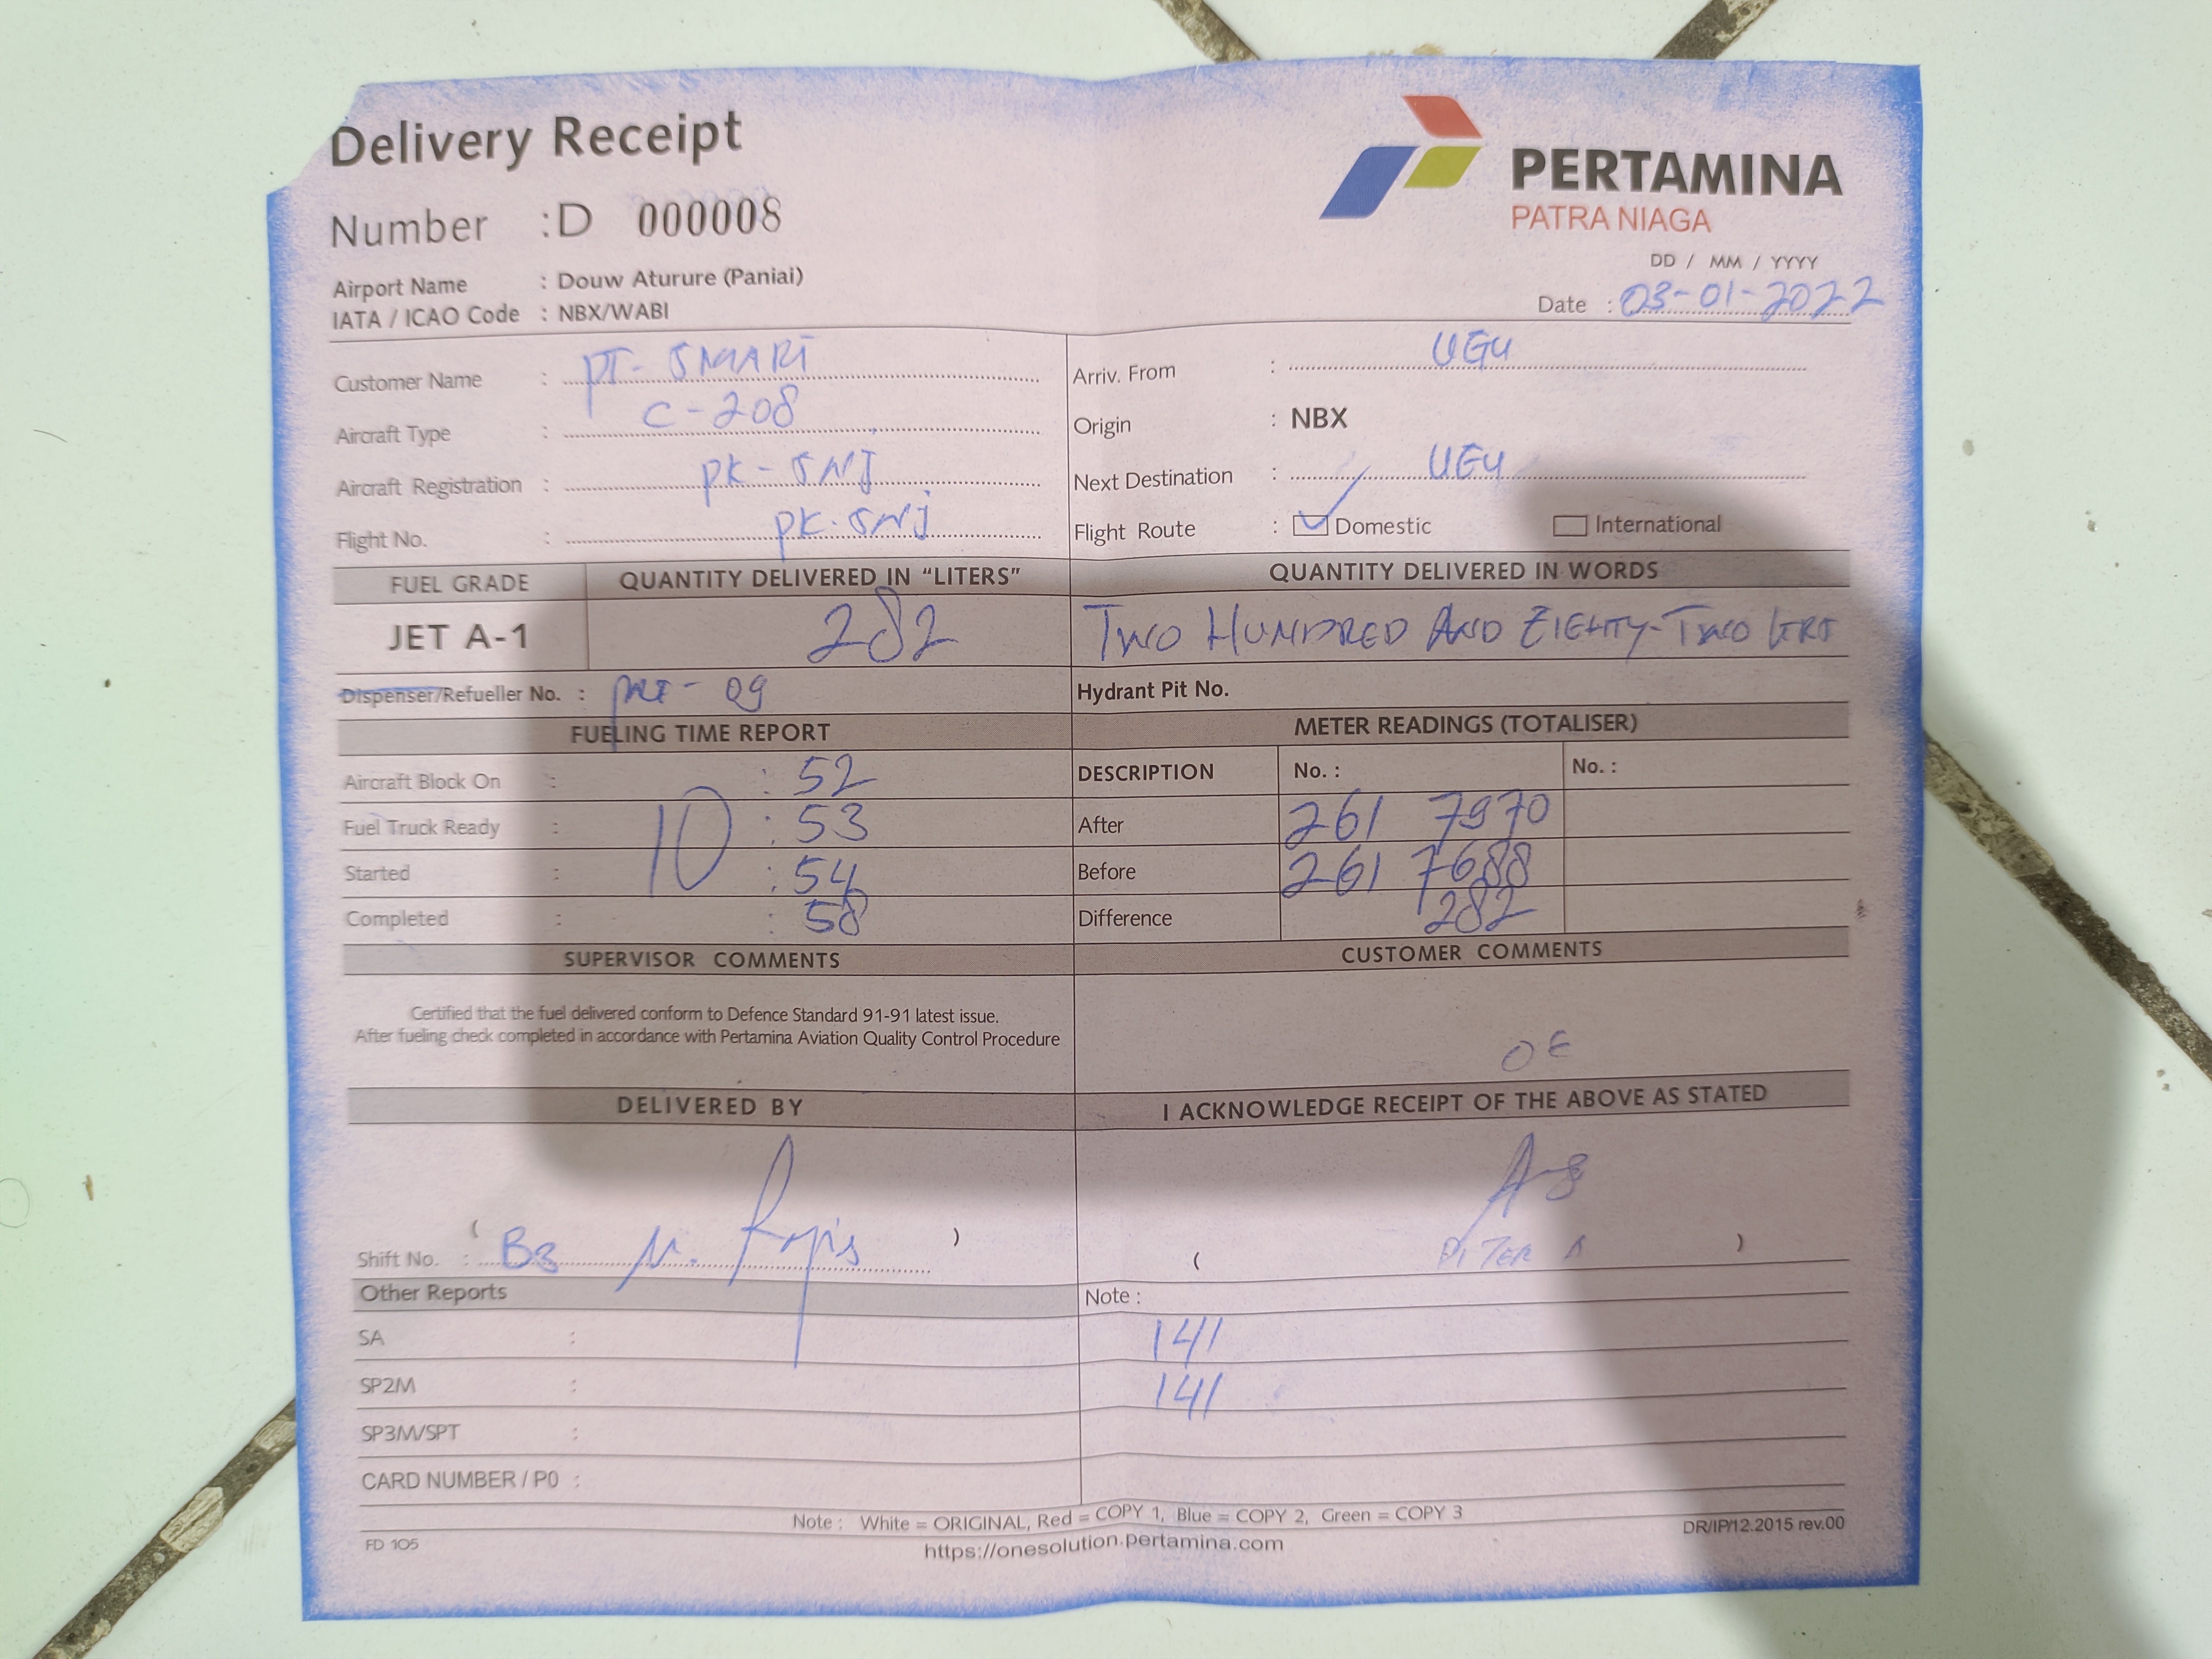 Delivery Receipt
PERTAMINA
PATRA NIAGA
Number : D 000008
Airport Name : Douw Aturure (Paniai)
IATA / ICAO Code : NBX/WABI
DD / MM / YYYY
Date : 03-01-2022
Customer Name : PT-SMART
Aircraft Type : C-208
Aircraft Registration : PK-SNJ
Flight No. : PK-SNJ
Arriv. From : UGU
Origin : NBX
Next Destination : UGU
Flight Route : Domestic International
FUEL GRADE QUANTITY DELIVERED IN "LITERS" QUANTITY DELIVERED IN WORDS
JET A-1 282 TWO HUNDRED AND EIGHTY-TWO LTRS
Dispenser/Refueller No. : 09 Hydrant Pit No.
FUELING TIME REPORT METER READINGS (TOTALISER)
Aircraft Block On : 10 : 52 DESCRIPTION No. : No. :
Fuel Truck Ready : : 53 After 261 7970
Started : : 54 Before 261 7688
Completed : : 58 Difference 282
SUPERVISOR COMMENTS CUSTOMER COMMENTS
Certified that the fuel delivered conform to Defence Standard 91-91 latest issue.
After fueling check completed in accordance with Pertamina Aviation Quality Control Procedure
DELIVERED BY I ACKNOWLEDGE RECEIPT OF THE ABOVE AS STATED
Shift No. : ( ) ( PITER )
Other Reports Note :
SA : 141
SP2M : 141
SP3M/SPT :
CARD NUMBER / P0 :
Note : White = ORIGINAL, Red = COPY 1, Blue = COPY 2, Green = COPY 3
FD 105 https://onesolution.pertamina.com DR/IP/12.2015 rev.00